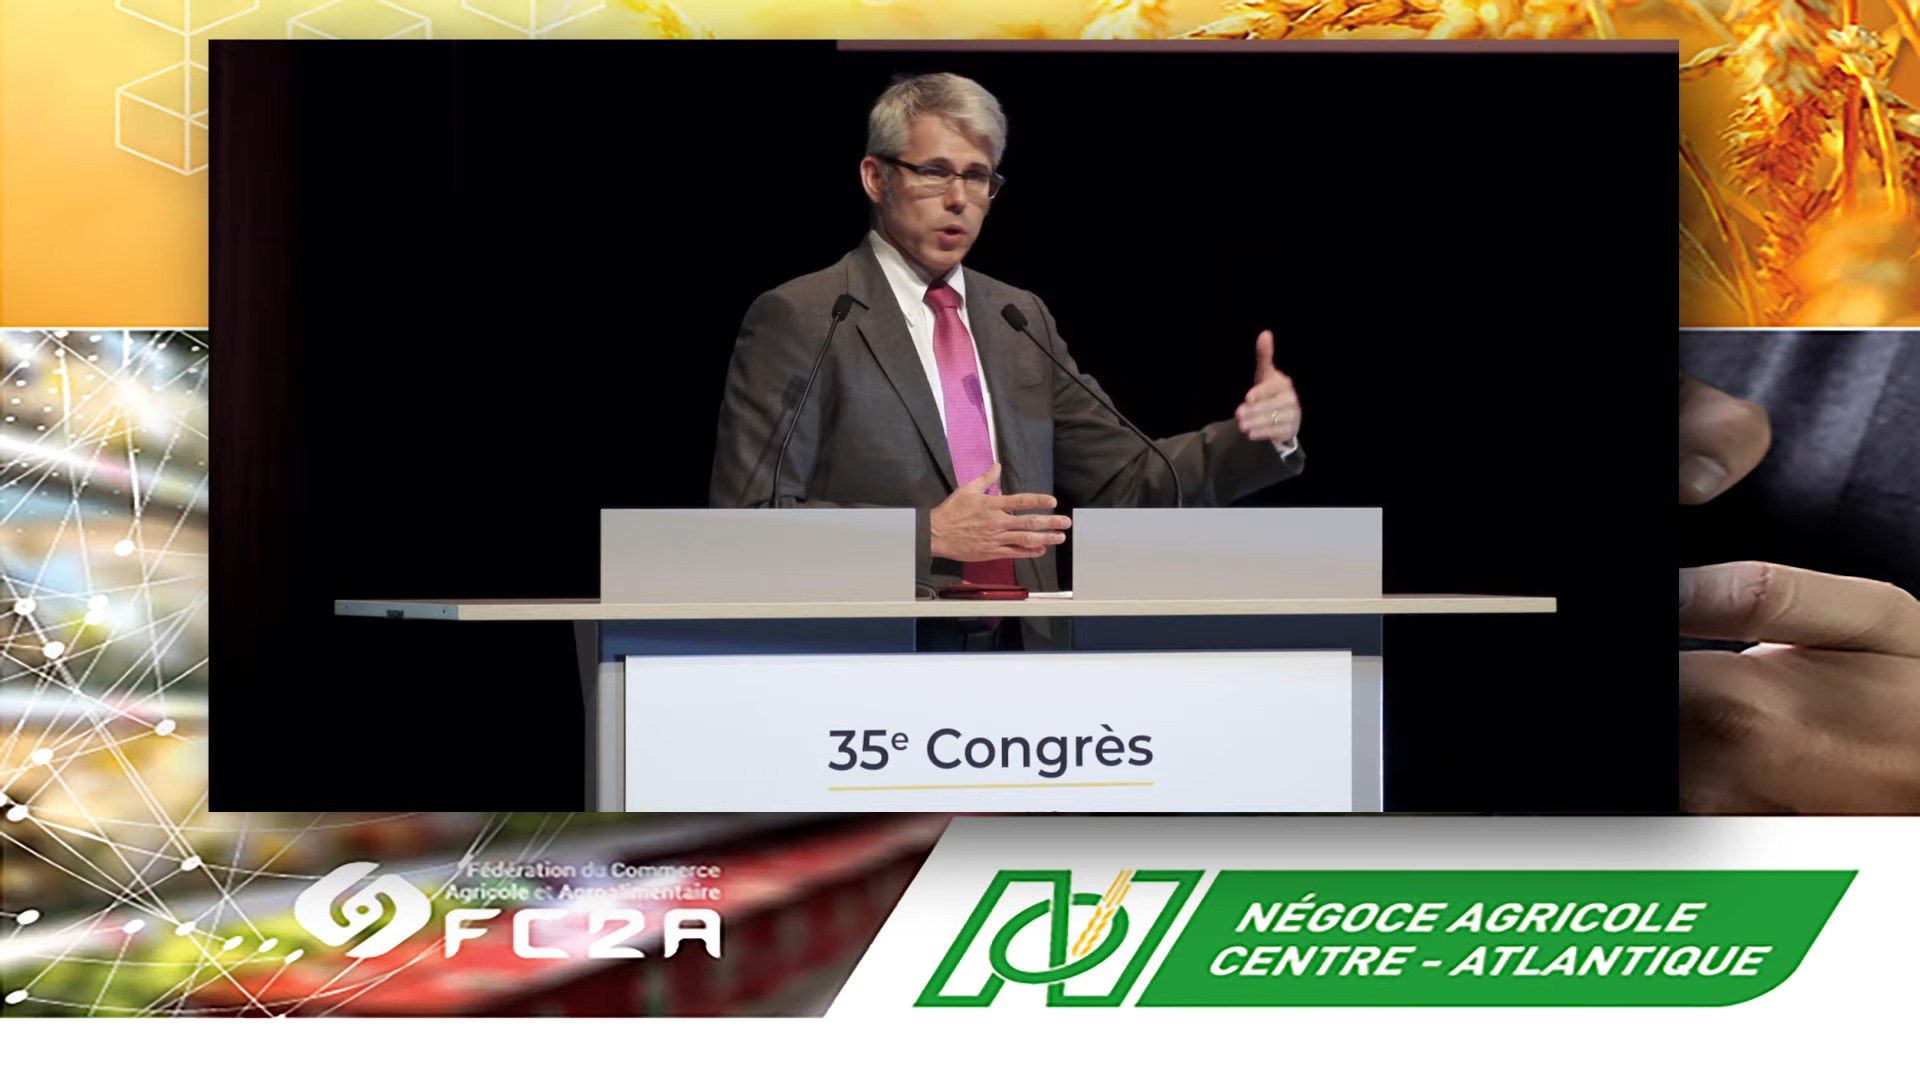 35e Congrès
Fédération du Commerce
Agricole et Agroalimentaire
FC2A
NÉGOCE AGRICOLE
CENTRE - ATLANTIQUE